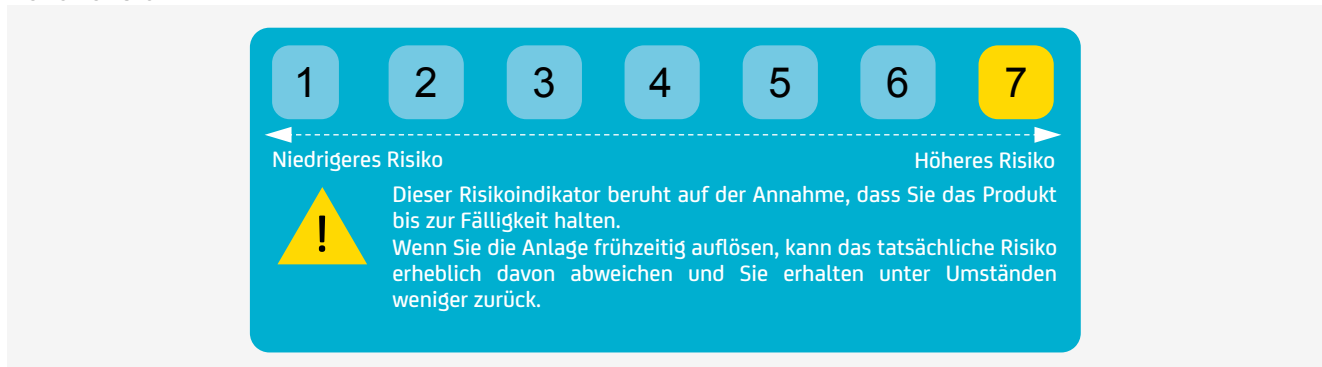 1 2 3 4 5 6 7
Niedrigeres Risiko Höheres Risiko
!
Dieser Risikoindikator beruht auf der Annahme, dass Sie das Produkt
bis zur Fälligkeit halten.
Wenn Sie die Anlage frühzeitig auflösen, kann das tatsächliche Risiko
erheblich davon abweichen und Sie erhalten unter Umständen
weniger zurück.